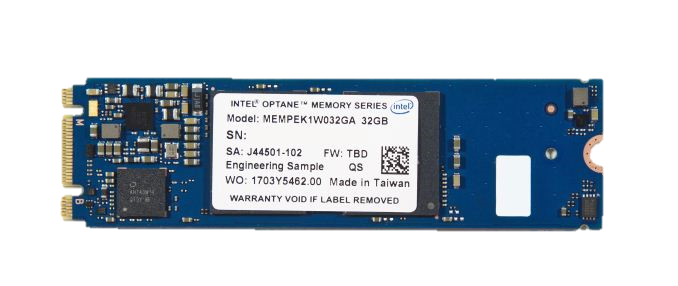 INTEL® OPTANE™ MEMORY SERIES
intel
Model: MEMPEK1W032GA 32GB
SN:
SA: J44501-102 FW: TBD
Engineering Sample QS
WO: 1703Y5462.00 Made in Taiwan
WARRANTY VOID IF LABEL REMOVED
M
B